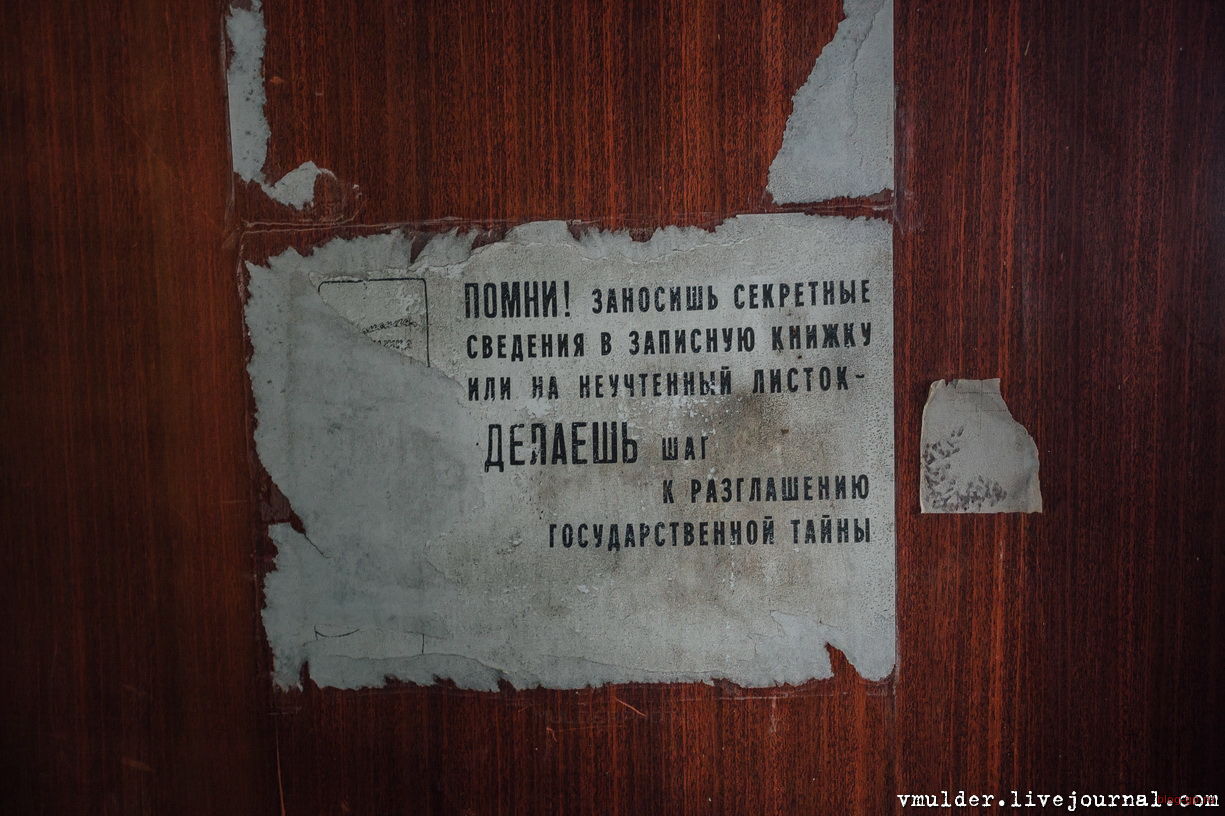 ПОМНИ! ЗАНОСИШЬ СЕКРЕТНЫЕ
СВЕДЕНИЯ В ЗАПИСНУЮ КНИЖКУ
ИЛИ НА НЕУЧТЕННЫЙ ЛИСТОК-
ДЕЛАЕШЬ ШАГ
К РАЗГЛАШЕНИЮ
ГОСУДАРСТВЕННОЙ ТАЙНЫ
vmulder.livejournal.com